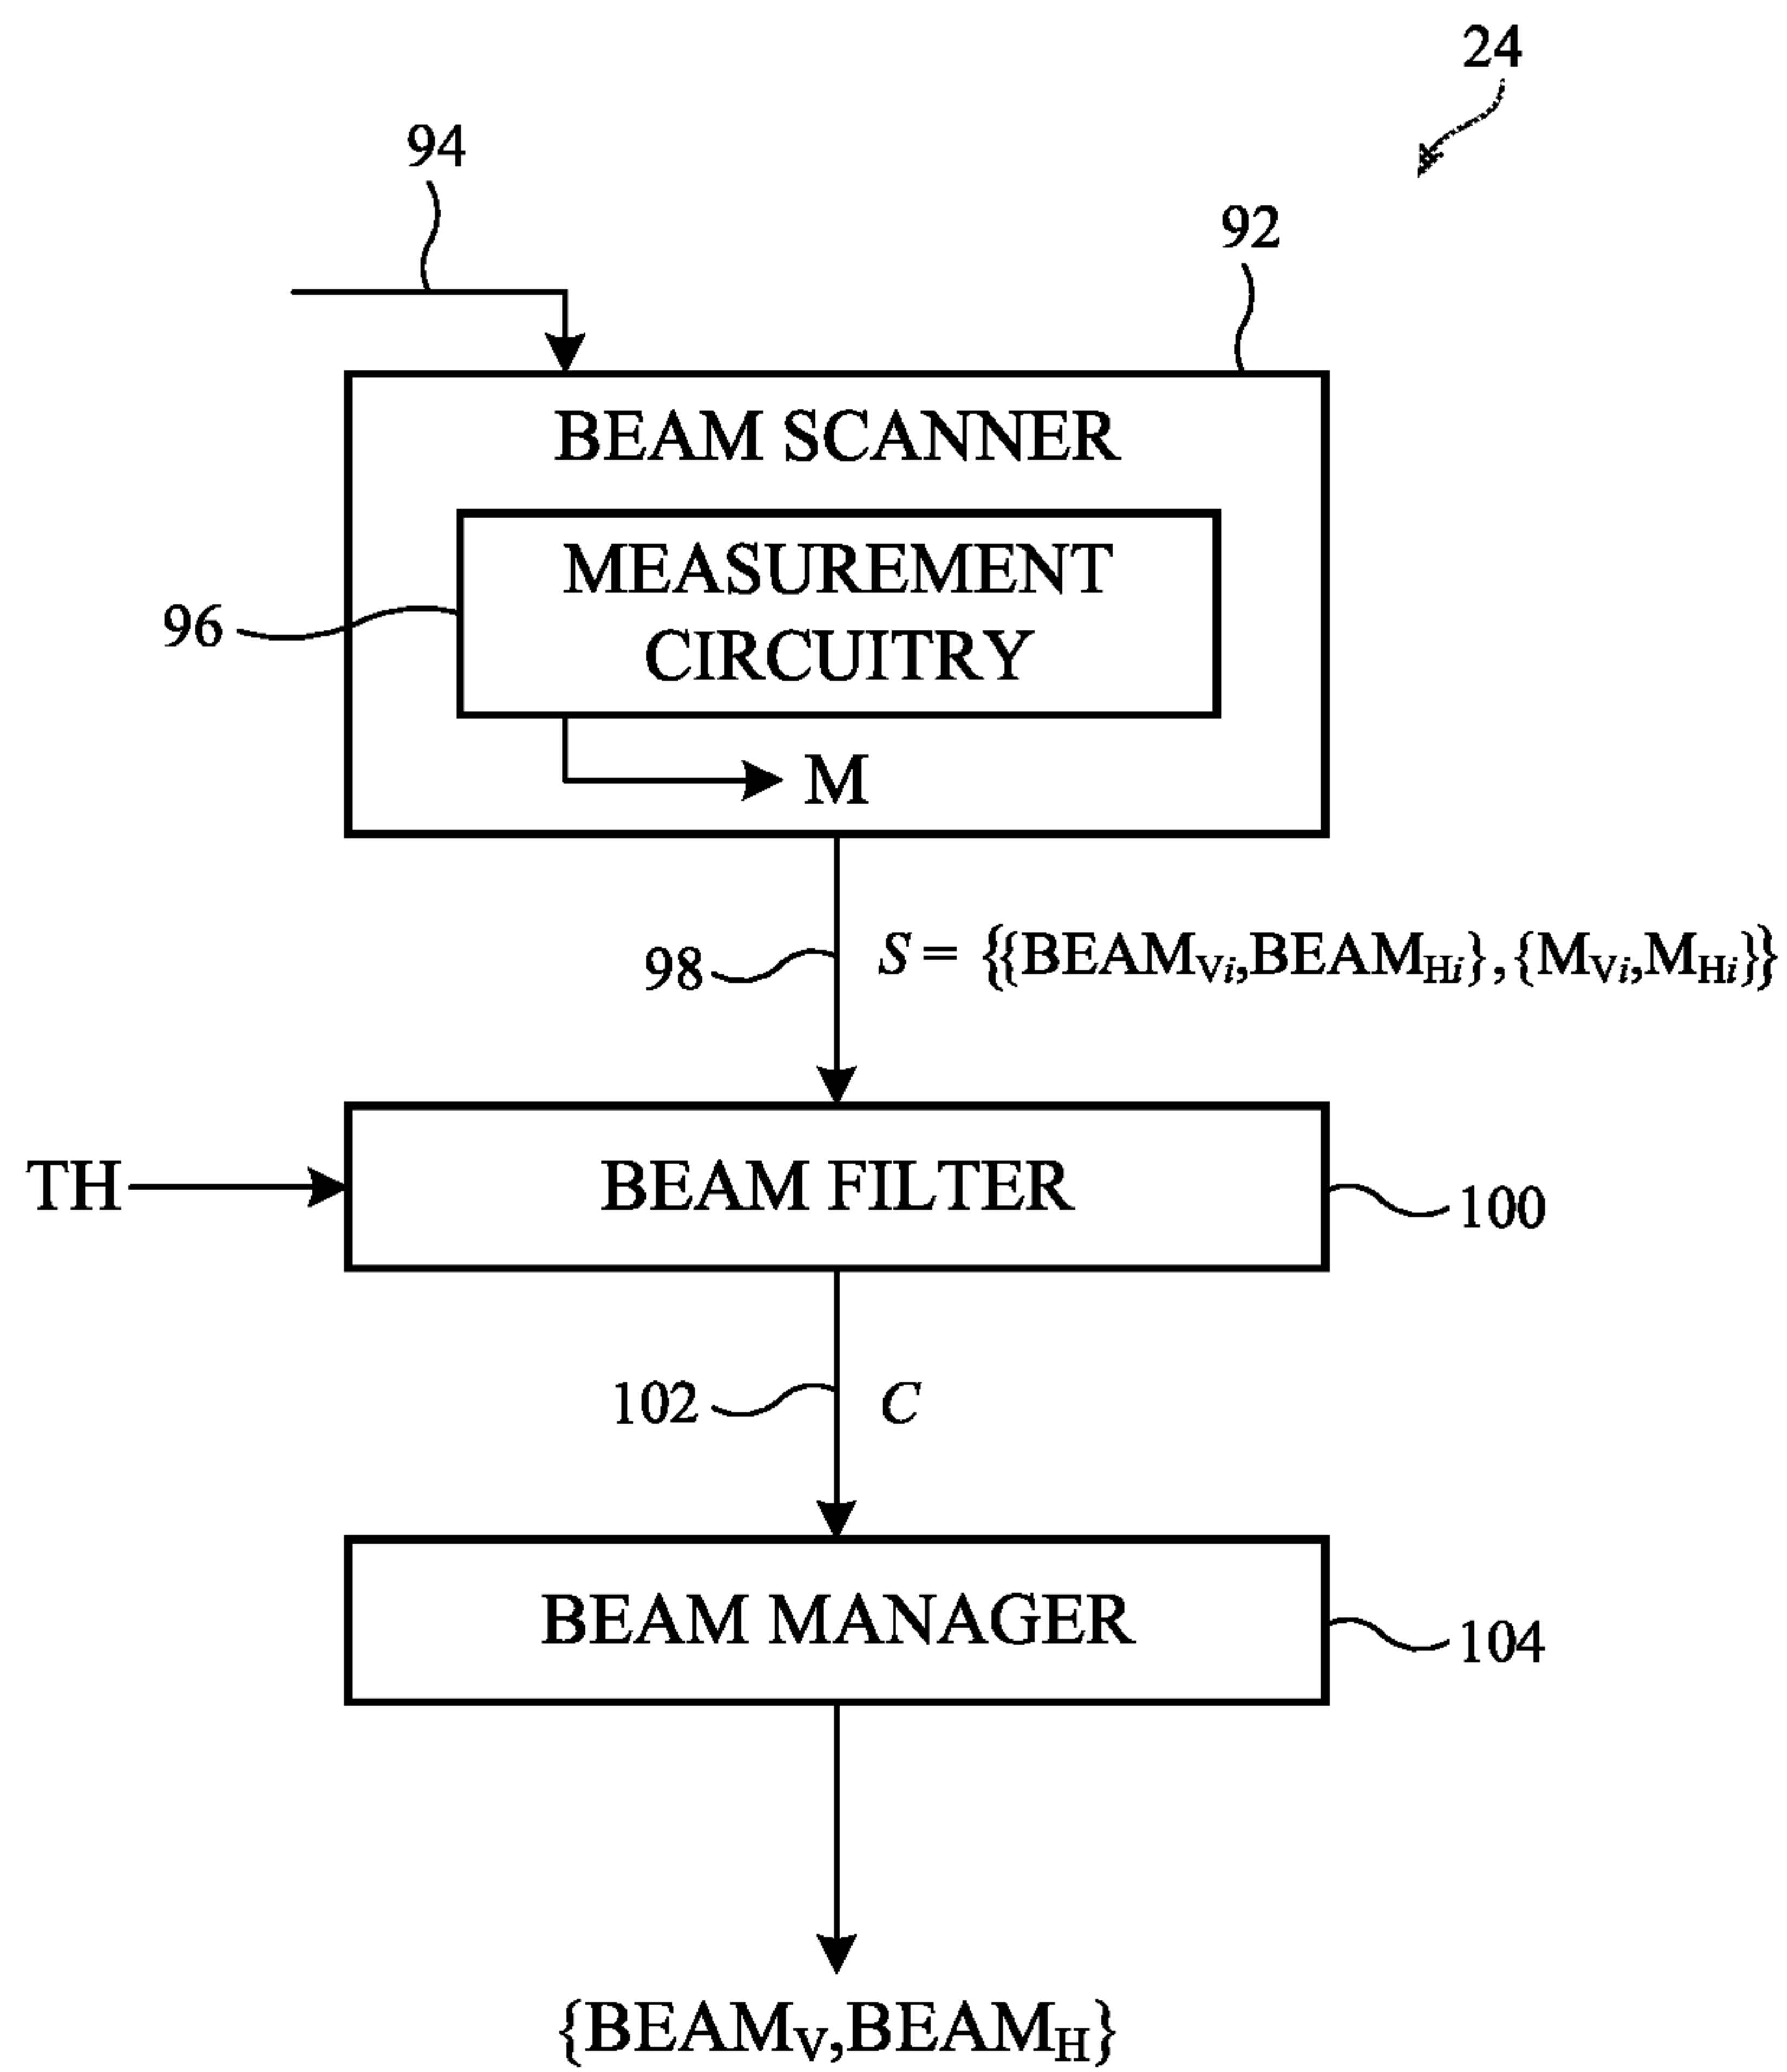 24
94
92
BEAM SCANNER
MEASUREMENT
CIRCUITRY
96
M
98
S = {{BEAMVi,BEAMHi},{MVi,MHi}}
TH
BEAM FILTER
100
102
C
BEAM MANAGER
104
{BEAMV,BEAMH}